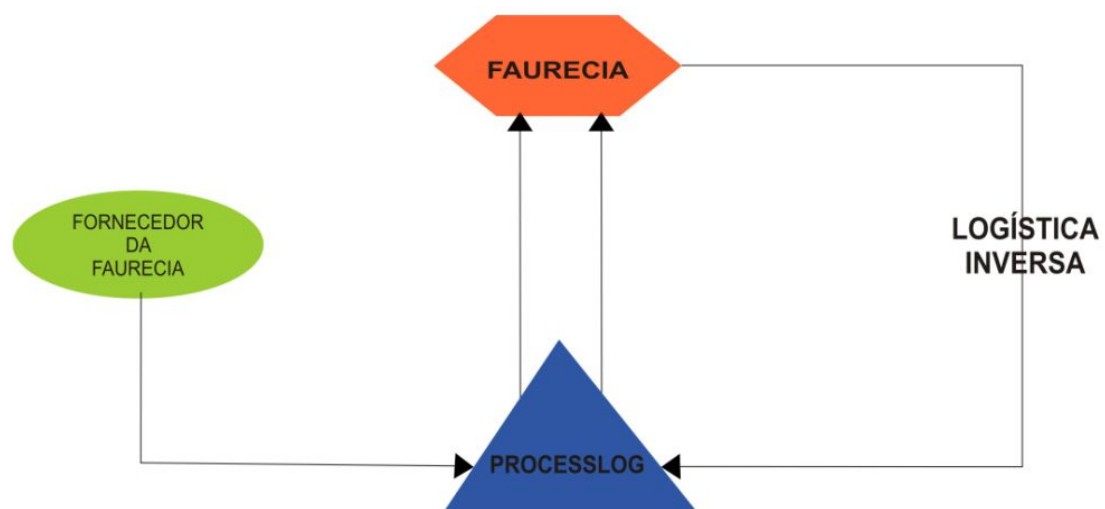 FAURECIA
FORNECEDOR
DA
FAURECIA
LOGÍSTICA
INVERSA
PROCESSLOG